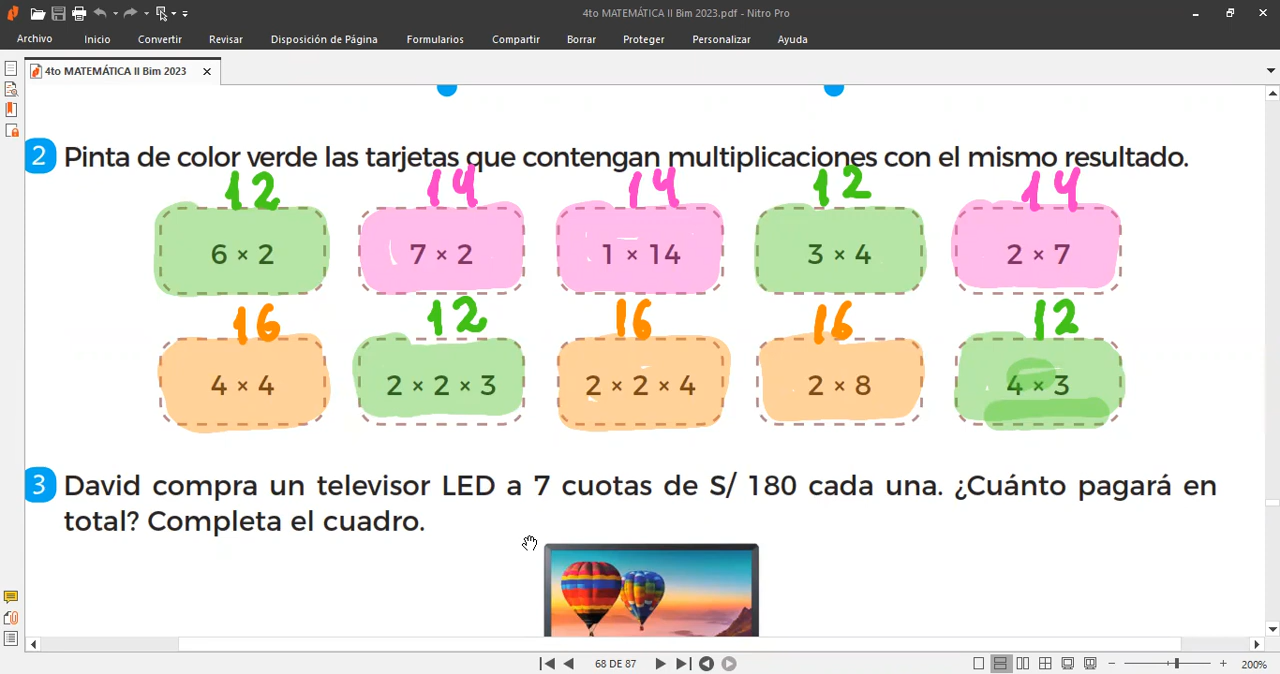 4to MATEMÁTICA II Bim 2023.pdf - Nitro Pro
Archivo Inicio Convertir Revisar Disposición de Página Formularios Compartir Borrar Proteger Personalizar Ayuda
4to MATEMÁTICA II Bim 2023 ×
2 Pinta de color verde las tarjetas que contengan multiplicaciones con el mismo resultado.
12 14 14 12 14
6 × 2 7 × 2 1 × 14 3 × 4 2 × 7
16 12 16 16 12
4 × 4 2 × 2 × 3 2 × 2 × 4 2 × 8 4 × 3
3 David compra un televisor LED a 7 cuotas de S/ 180 cada una. ¿Cuánto pagará en
total? Completa el cuadro.
68 DE 87 200%